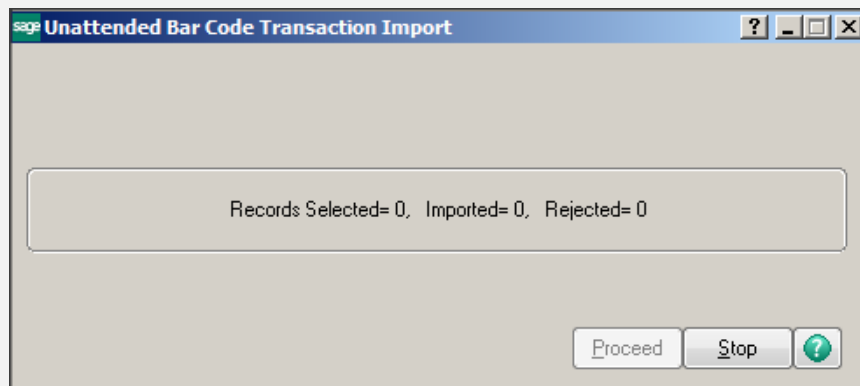 sage Unattended Bar Code Transaction Import ?
Records Selected= 0, Imported= 0, Rejected= 0
Proceed Stop ?